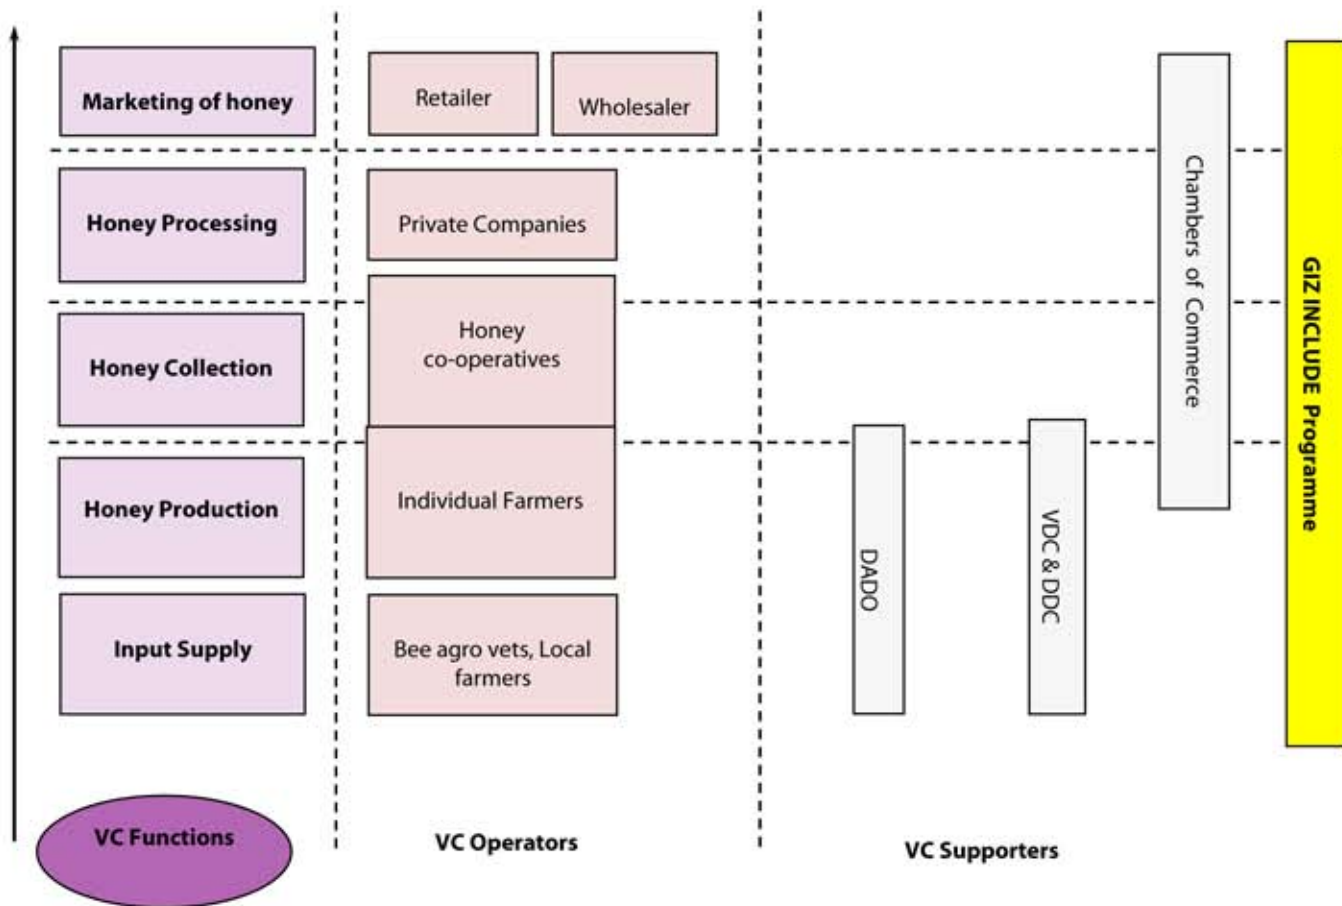 Marketing of honey
Retailer
Wholesaler
Honey Processing
Private Companies
Honey Collection
Honey
co-operatives
Honey Production
Individual Farmers
Input Supply
Bee agro vets, Local
farmers
DADO
VDC & DDC
Chambers of Commerce
GIZ INCLUDE Programme
VC Functions
VC Operators
VC Supporters